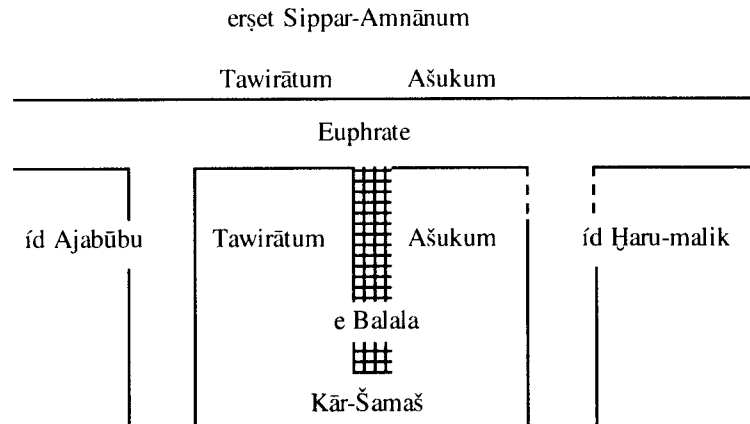 erṣet Sippar-Amnānum
Tawirātum Ašukum
Euphrate
íd Ajabūbu Tawirātum Ašukum íd Ḫaru-malik
e Balala
Kār-Šamaš